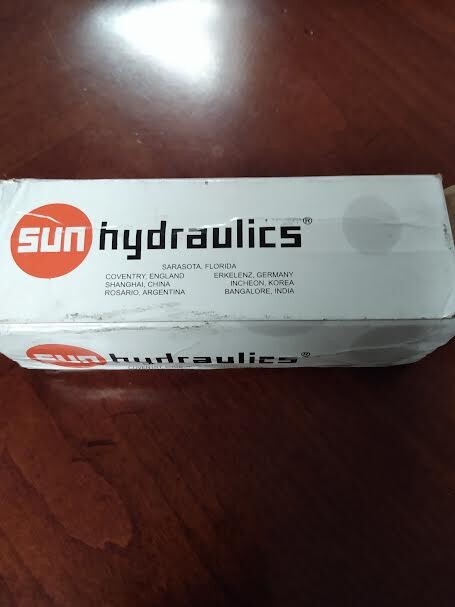 sun hydraulics®
SARASOTA, FLORIDA
COVENTRY, ENGLAND ERKELENZ, GERMANY
SHANGHAI, CHINA INCHEON, KOREA
ROSARIO, ARGENTINA BANGALORE, INDIA
sun hydraulics®